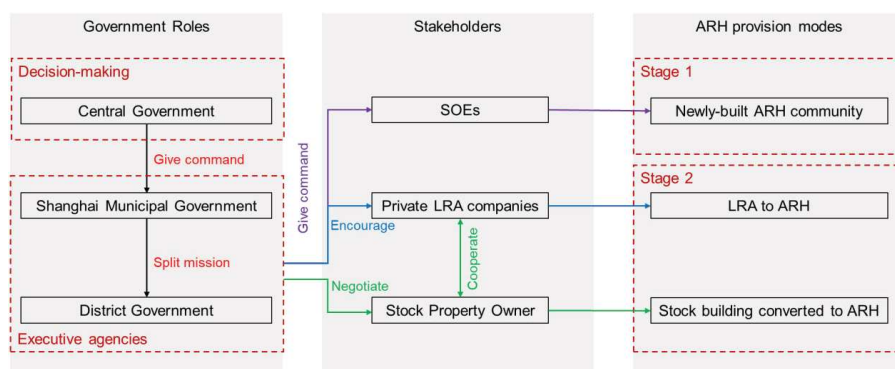 Government Roles
Stakeholders
ARH provision modes
Decision-making
Central Government
Give command
Shanghai Municipal Government
Split mission
District Government
Executive agencies
Give command
Encourage
Negotiate
SOEs
Private LRA companies
Cooperate
Stock Property Owner
Stage 1
Newly-built ARH community
Stage 2
LRA to ARH
Stock building converted to ARH